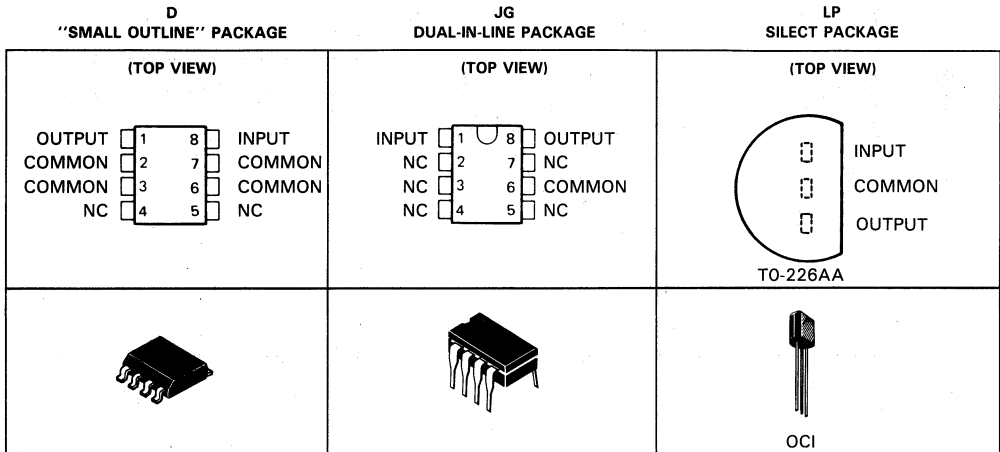 D
"SMALL OUTLINE" PACKAGE
(TOP VIEW)
OUTPUT 1 8 INPUT
COMMON 2 7 COMMON
COMMON 3 6 COMMON
NC 4 5 NC
JG
DUAL-IN-LINE PACKAGE
(TOP VIEW)
INPUT 1 8 OUTPUT
NC 2 7 NC
NC 3 6 COMMON
NC 4 5 NC
LP
SILECT PACKAGE
(TOP VIEW)
INPUT
COMMON
OUTPUT
TO-226AA
OCI